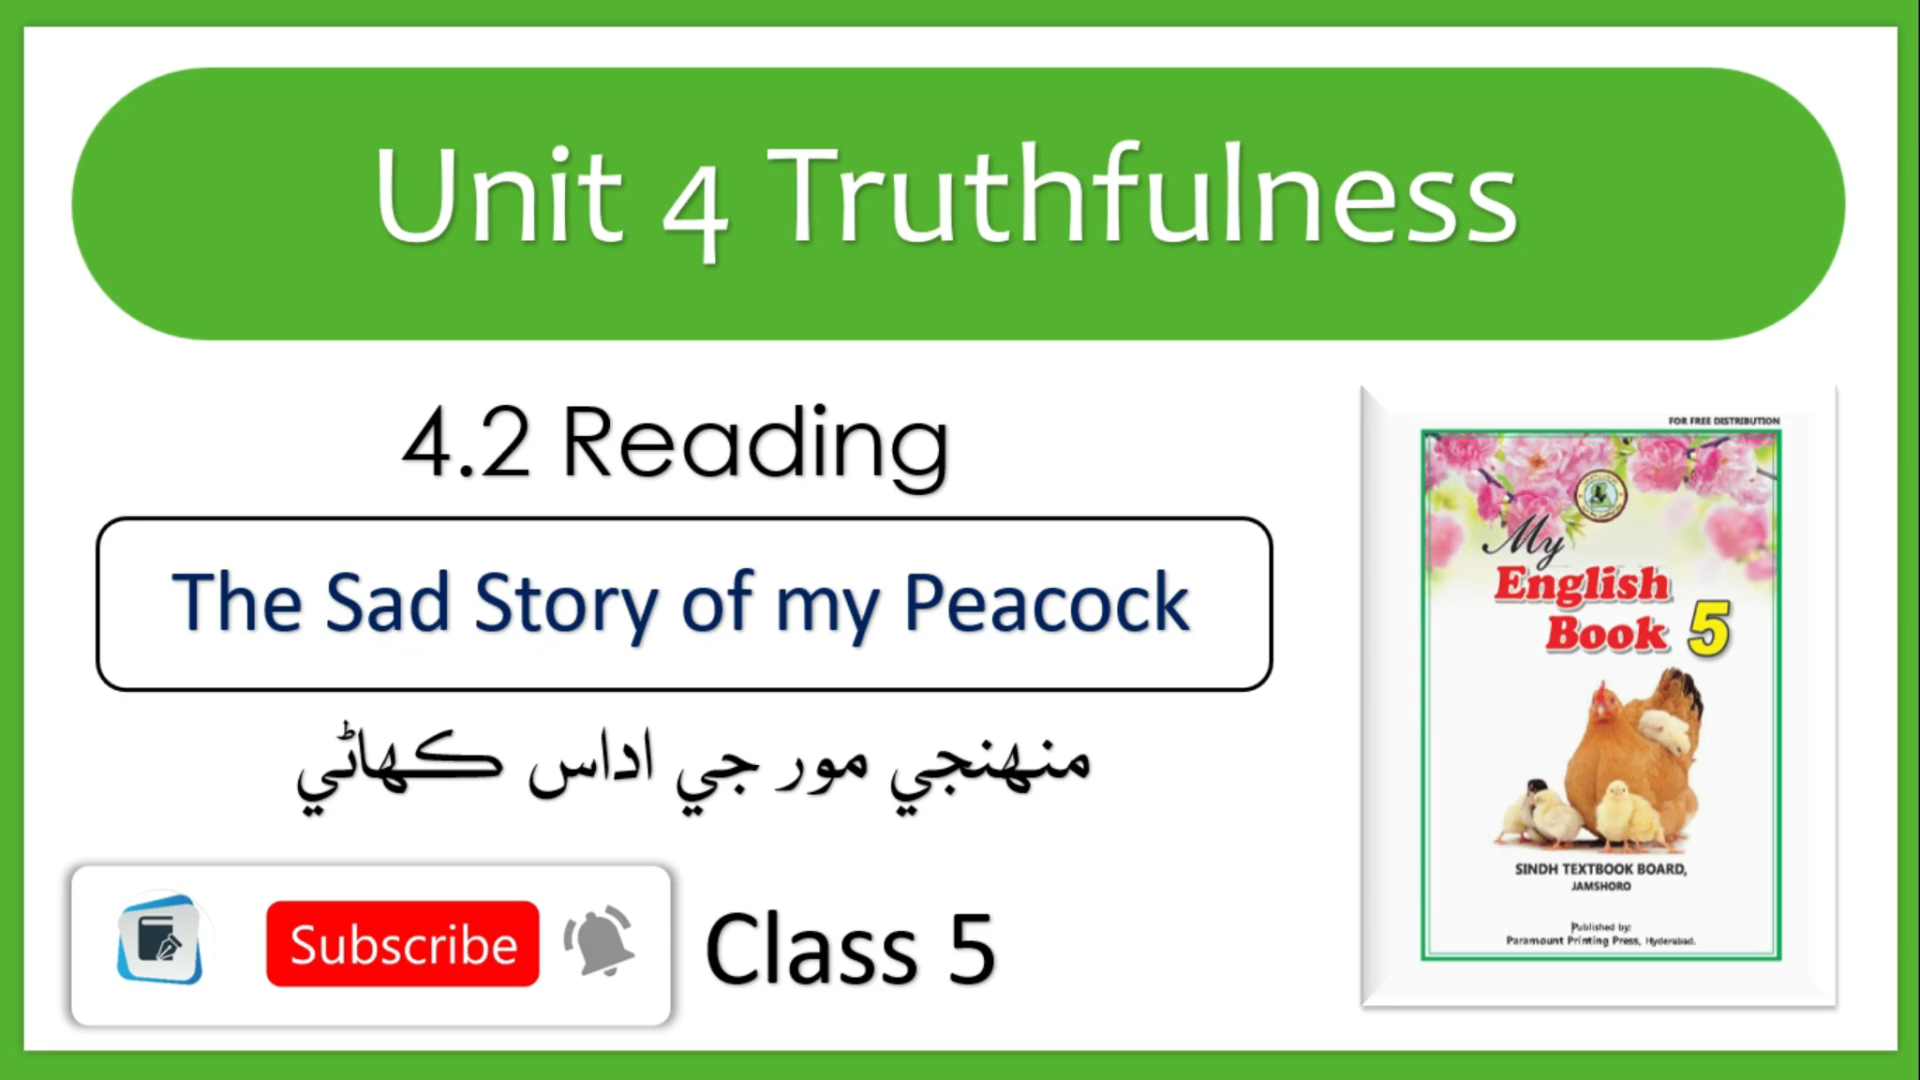 Unit 4 Truthfulness
4.2 Reading
The Sad Story of my Peacock
منهنجي مور جي اداس ڪهاڻي
Subscribe
Class 5
FOR FREE DISTRIBUTION
My
English
Book 5
SINDH TEXTBOOK BOARD,
JAMSHORO
Published by:
Paramount Printing Press, Hyderabad.